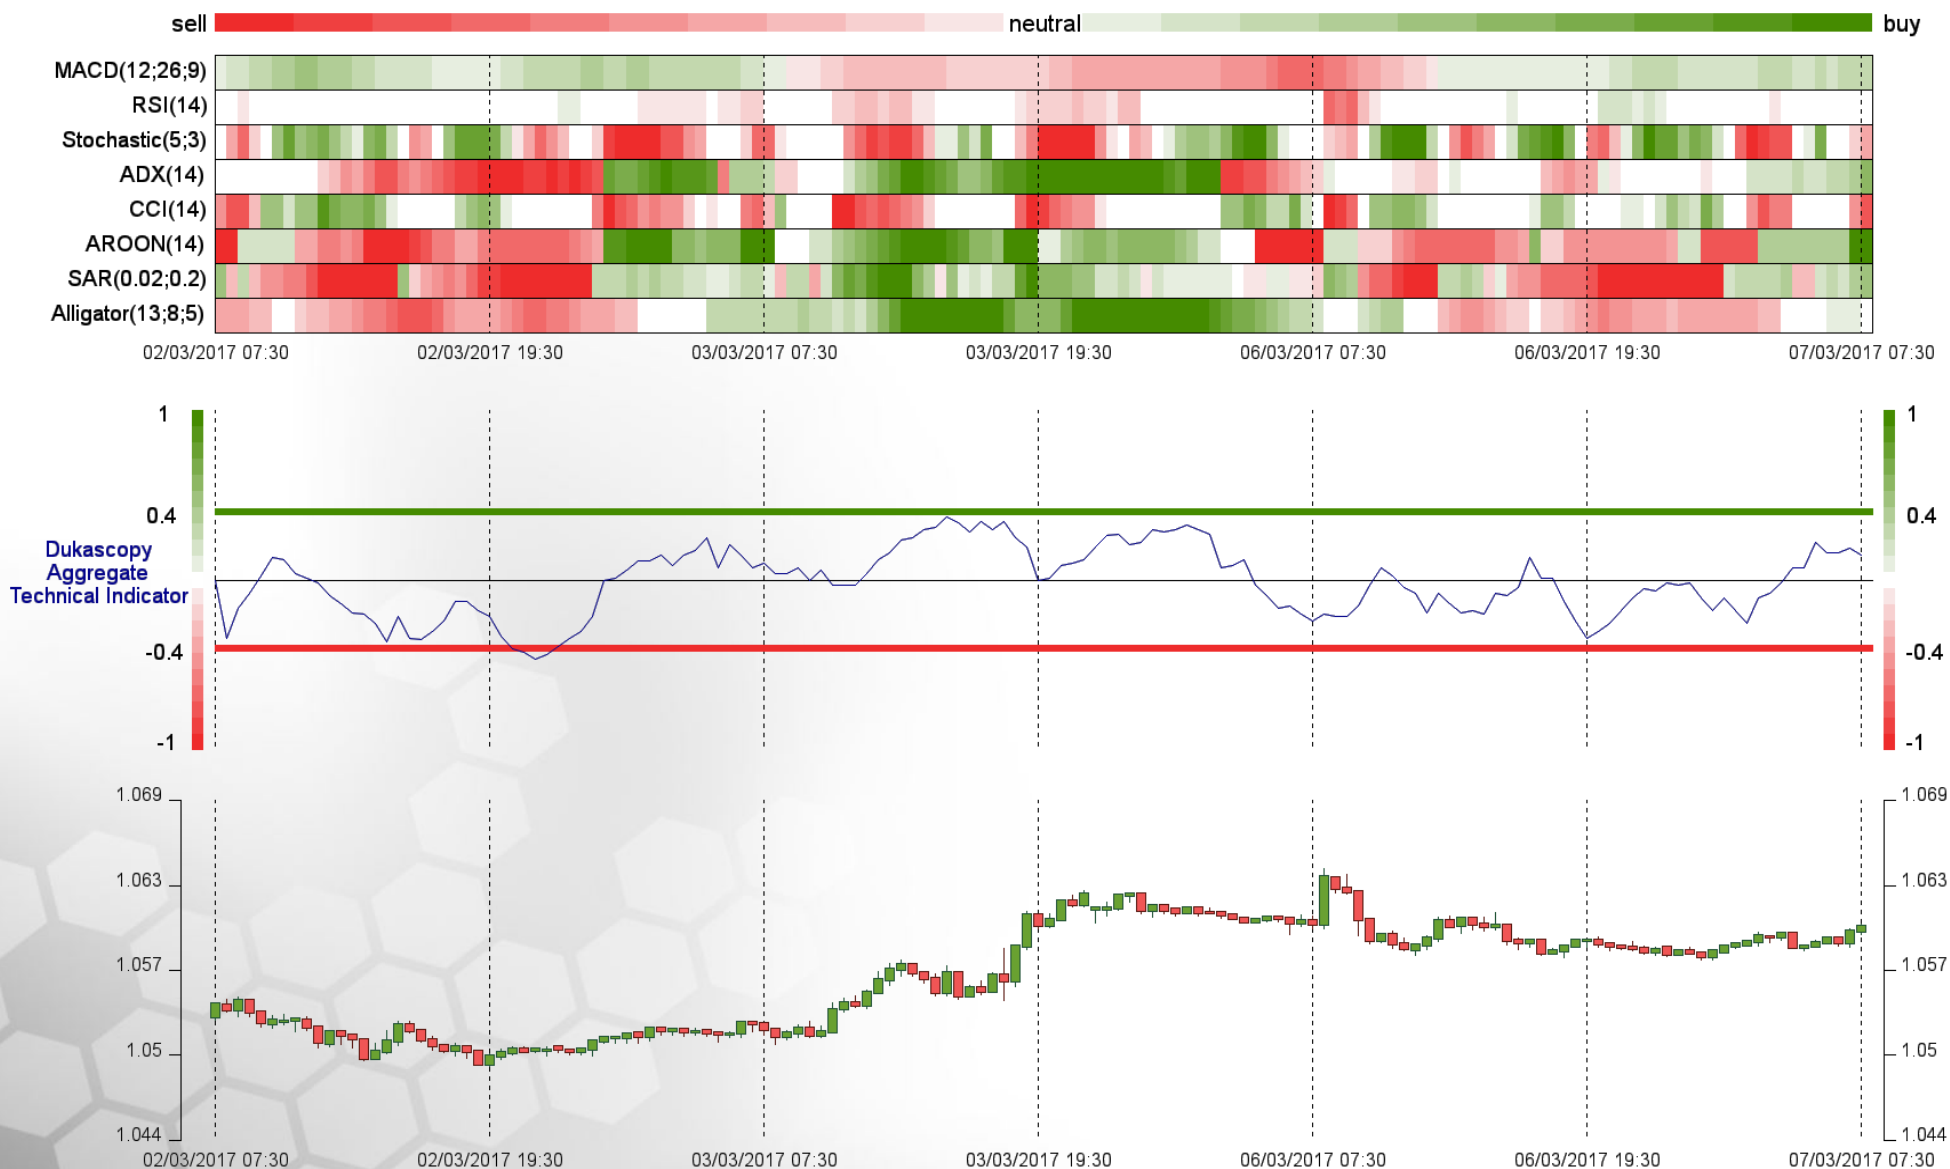 sell neutral buy
MACD(12;26;9)
RSI(14)
Stochastic(5;3)
ADX(14)
CCI(14)
AROON(14)
SAR(0.02;0.2)
Alligator(13;8;5)
02/03/2017 07:30 02/03/2017 19:30 03/03/2017 07:30 03/03/2017 19:30 06/03/2017 07:30 06/03/2017 19:30 07/03/2017 07:30
1 1
0.4 0.4
Dukascopy
Aggregate
Technical Indicator
-0.4 -0.4
-1 -1
1.069 1.069
1.063 1.063
1.057 1.057
1.05 1.05
1.044 1.044
02/03/2017 07:30 02/03/2017 19:30 03/03/2017 07:30 03/03/2017 19:30 06/03/2017 07:30 06/03/2017 19:30 07/03/2017 07:30